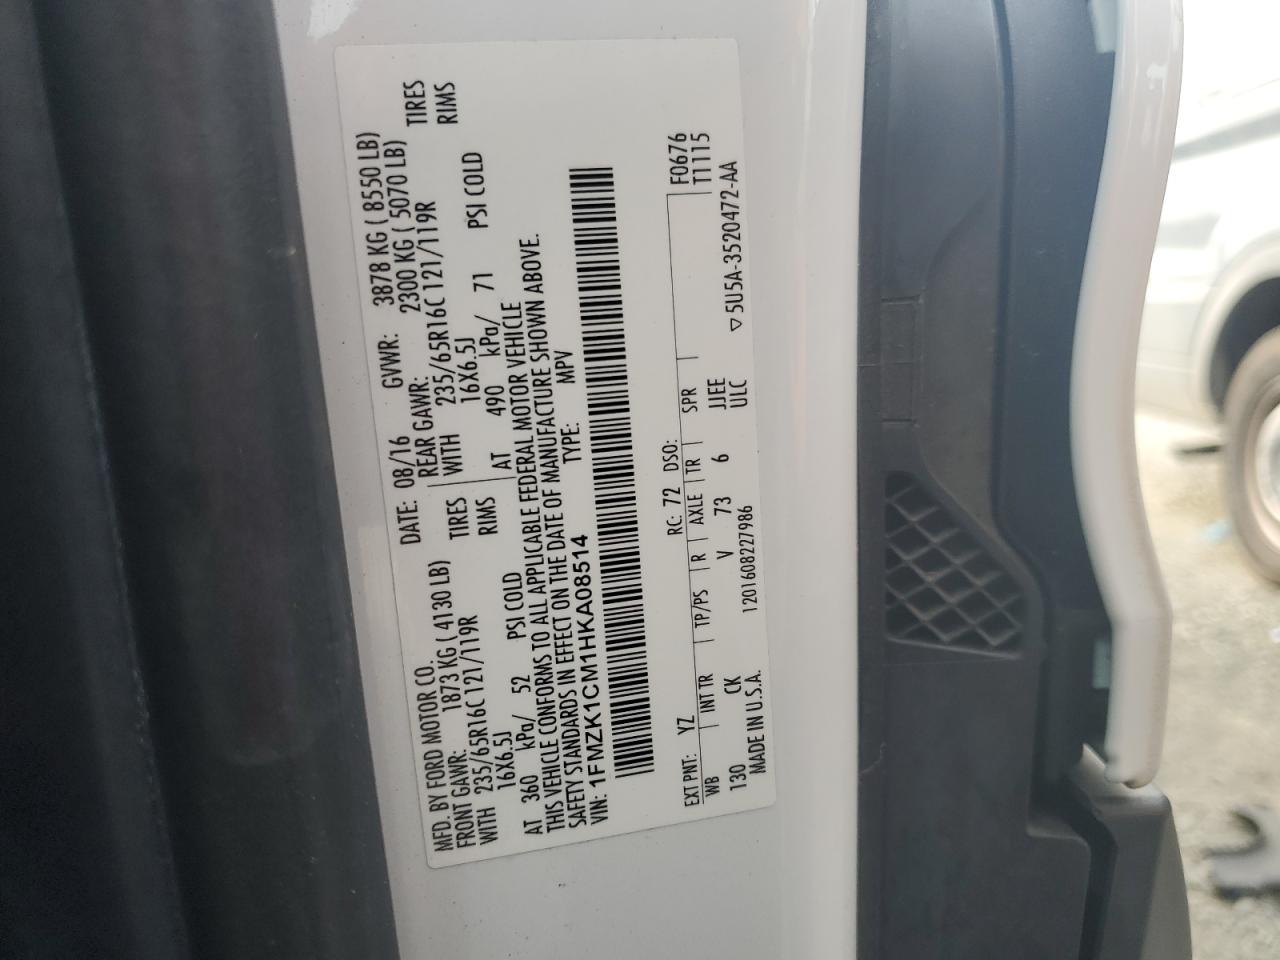 MFD. BY FORD MOTOR CO.
DATE: 08/16 GVWR: 3878 KG ( 8550 LB)
FRONT GAWR: 1873 KG ( 4130 LB) REAR GAWR: 2300 KG ( 5070 LB)
WITH 235/65R16C 121/119R TIRES WITH 235/65R16C 121/119R TIRES
16X6.5J RIMS 16X6.5J RIMS
AT 360 kPa/ 52 PSI COLD AT 490 kPa/ 71 PSI COLD
THIS VEHICLE CONFORMS TO ALL APPLICABLE FEDERAL MOTOR VEHICLE
SAFETY STANDARDS IN EFFECT ON THE DATE OF MANUFACTURE SHOWN ABOVE.
VIN: 1FMZK1CM1HKA08514 TYPE: MPV
EXT PNT: YZ RC: 72 DSO: F0676
WB INT TR TP/PS R AXLE TR SPR T1115
130 CK V 73 6 JJEE
ULC
MADE IN U.S.A. 1201608227986 ▽5U5A-3520472-AA